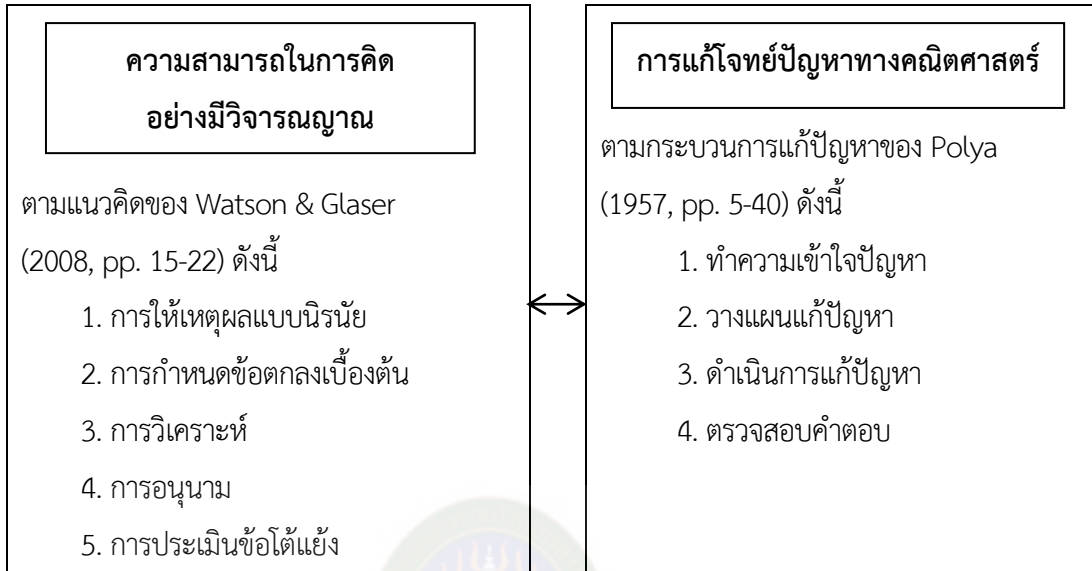 ความสามารถในการคิด
อย่างมีวิจารณญาณ
ตามแนวคิดของ Watson & Glaser
(2008, pp. 15-22) ดังนี้
1. การให้เหตุผลแบบนิรนัย
2. การกำหนดข้อตกลงเบื้องต้น
3. การวิเคราะห์
4. การอนุนาม
5. การประเมินข้อโต้แย้ง
การแก้โจทย์ปัญหาทางคณิตศาสตร์
ตามกระบวนการแก้ปัญหาของ Polya
(1957, pp. 5-40) ดังนี้
1. ทำความเข้าใจปัญหา
2. วางแผนแก้ปัญหา
3. ดำเนินการแก้ปัญหา
4. ตรวจสอบคำตอบ